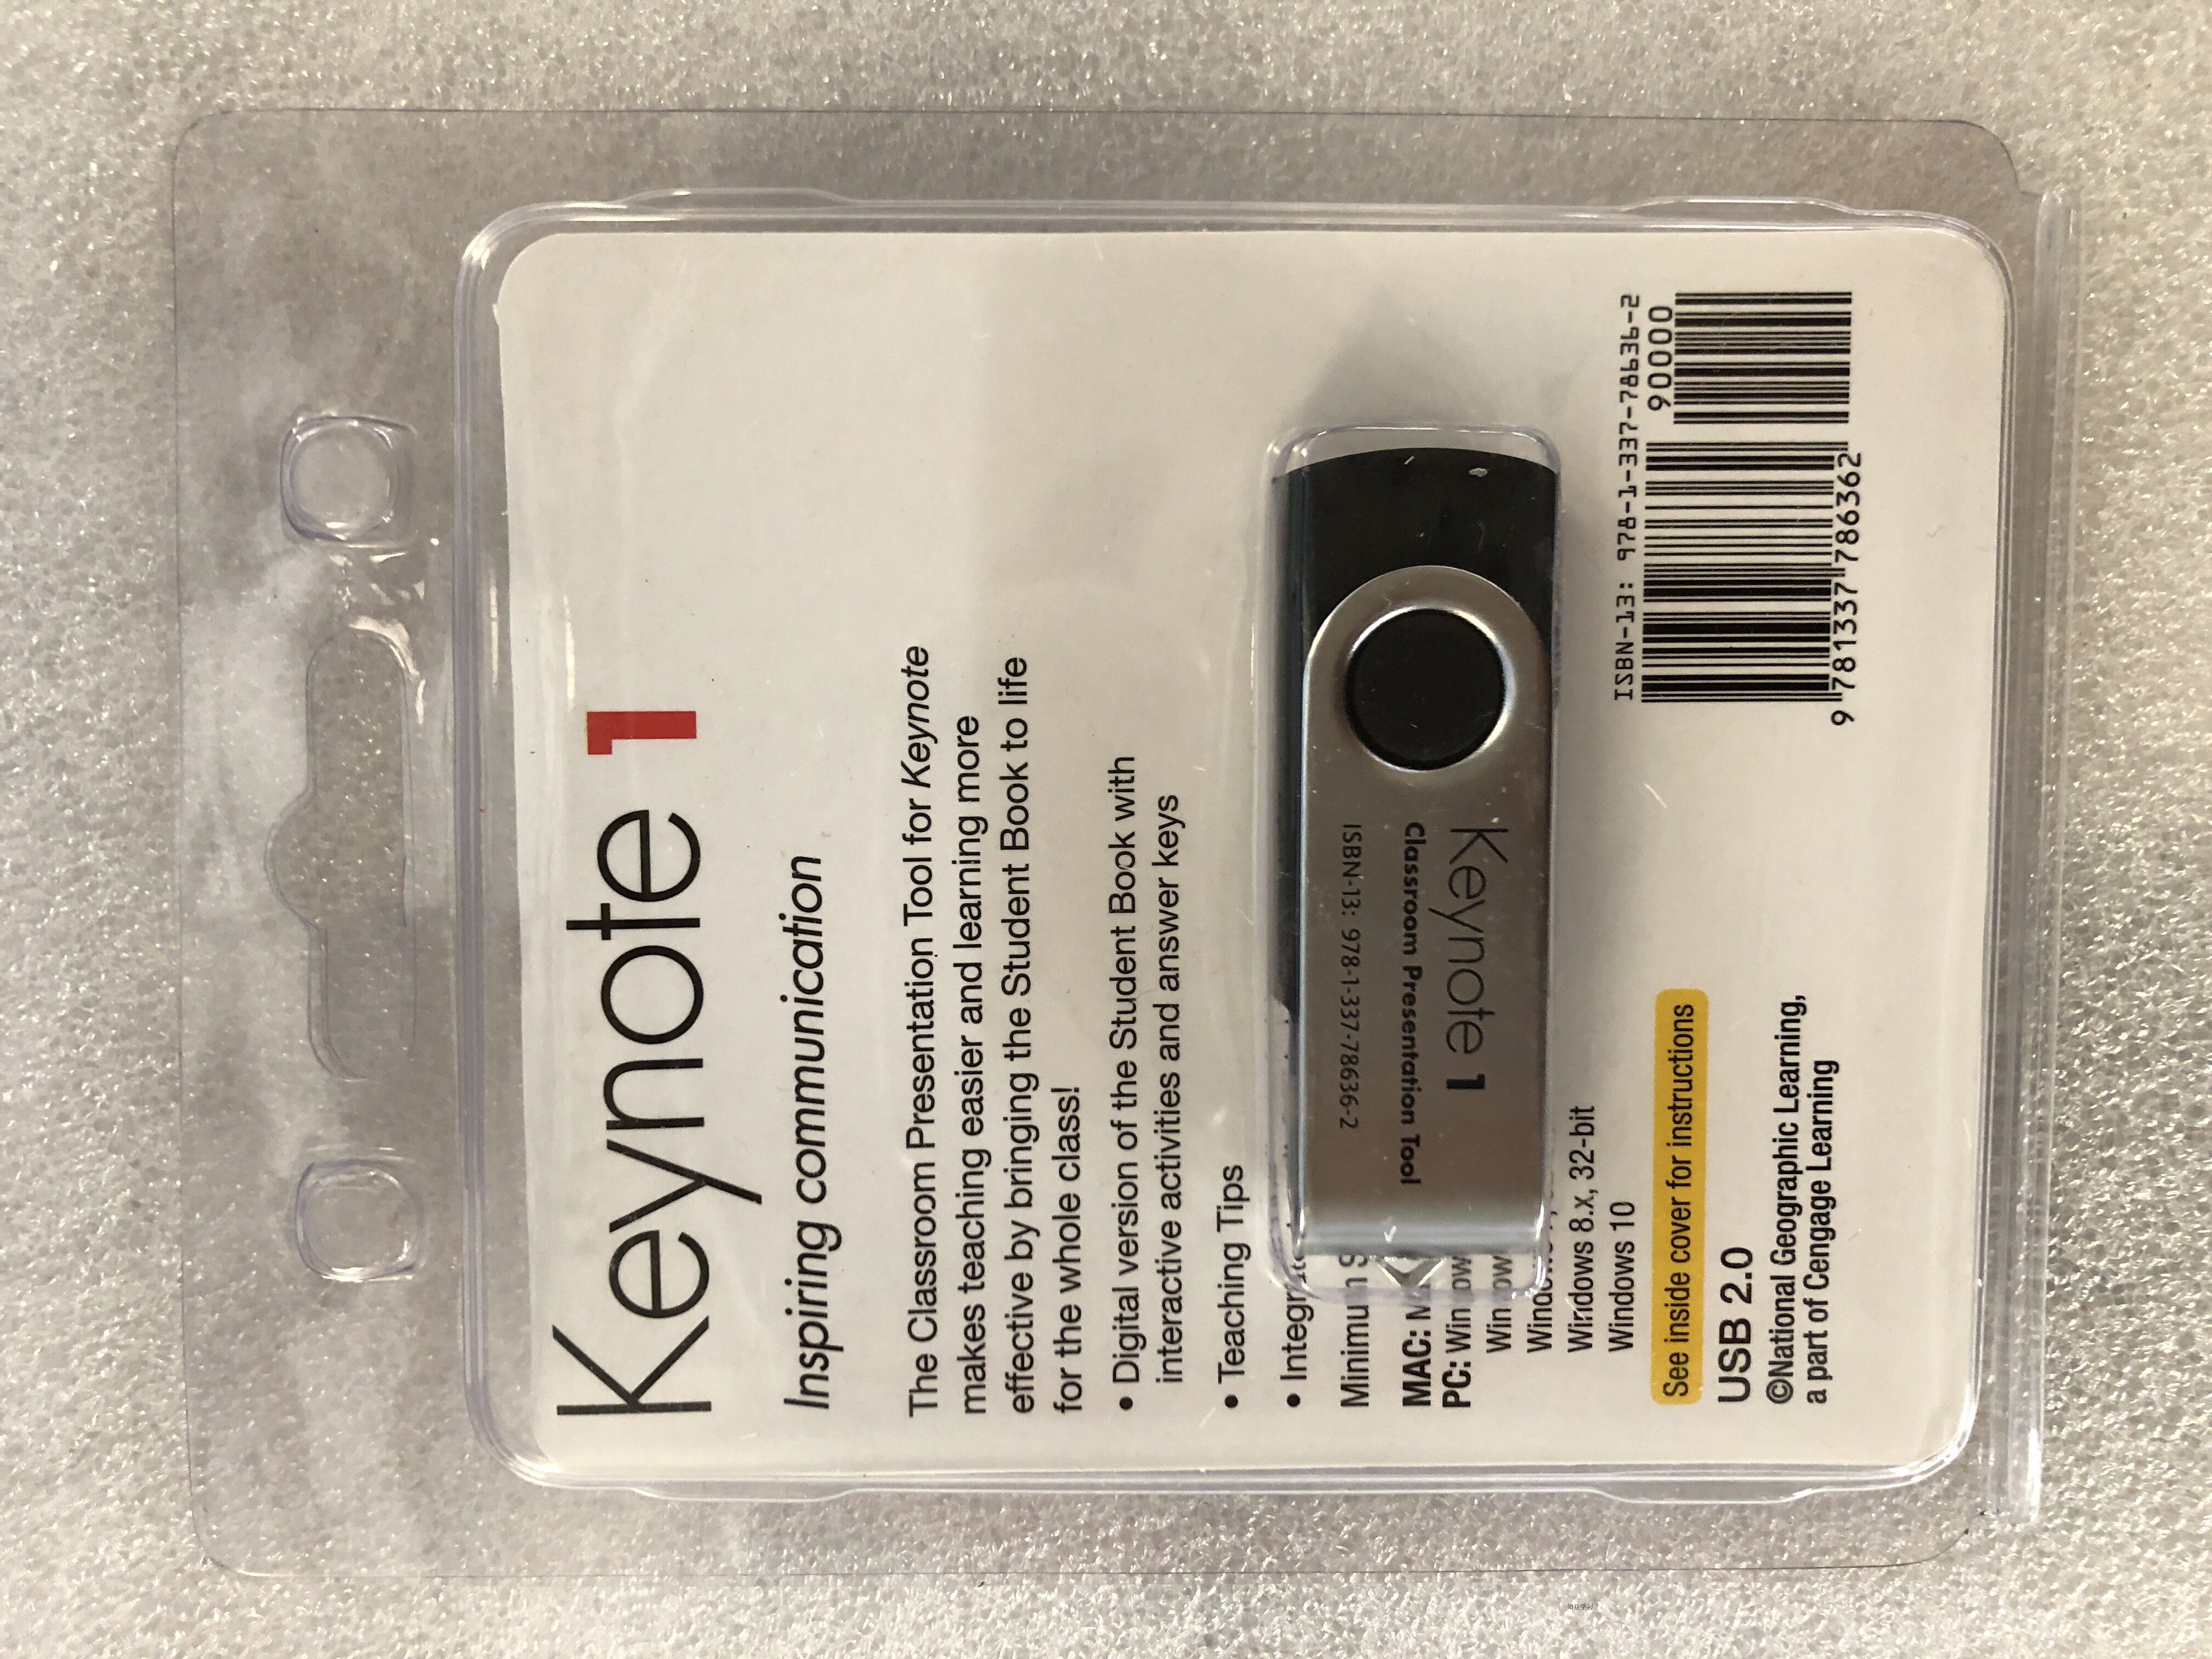 Keynote 1
Inspiring communication
The Classroom Presentation Tool for Keynote
makes teaching easier and learning more
effective by bringing the Student Book to life
for the whole class!
• Digital version of the Student Book with
interactive activities and answer keys
• Teaching Tips
•
MAC:
PC:
Windows 8.x, 32-bit
Windows 10
See inside cover for instructions
USB 2.0
©National Geographic Learning,
a part of Cengage Learning
Keynote 1
Classroom Presentation Tool
ISBN-13: 978-1-337-78636-2
ISBN-13: 978-1-337-78636-2
90000
9 781337 786362